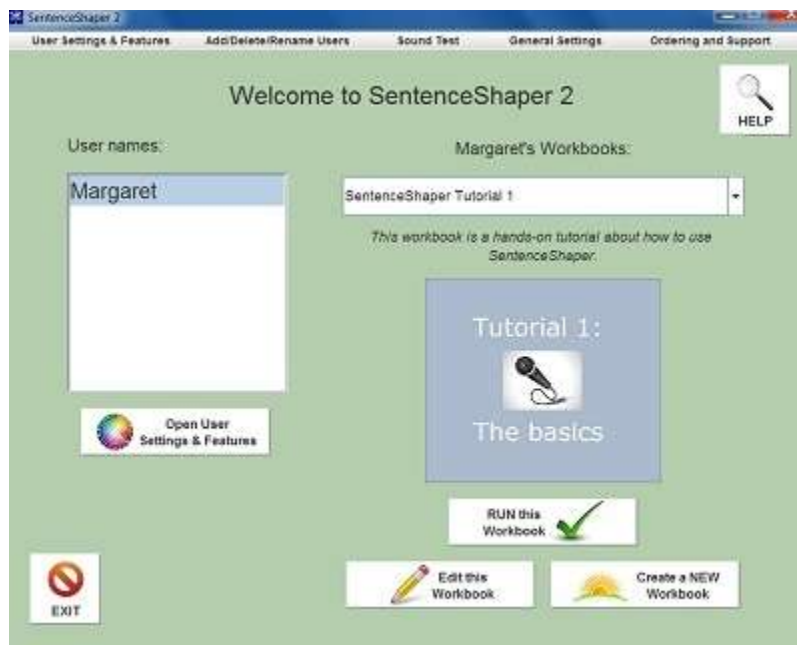 SentenceShaper 2
User Settings & Features
Add/Delete/Rename Users
Sound Test
General Settings
Ordering and Support
Welcome to SentenceShaper 2
HELP
User names:
Margaret
Open User
Settings & Features
Margaret's Workbooks:
SentenceShaper Tutorial 1
This workbook is a hands-on tutorial about how to use
SentenceShaper.
Tutorial 1:
The basics
RUN this
Workbook
Edit this
Workbook
Create a NEW
Workbook
EXIT